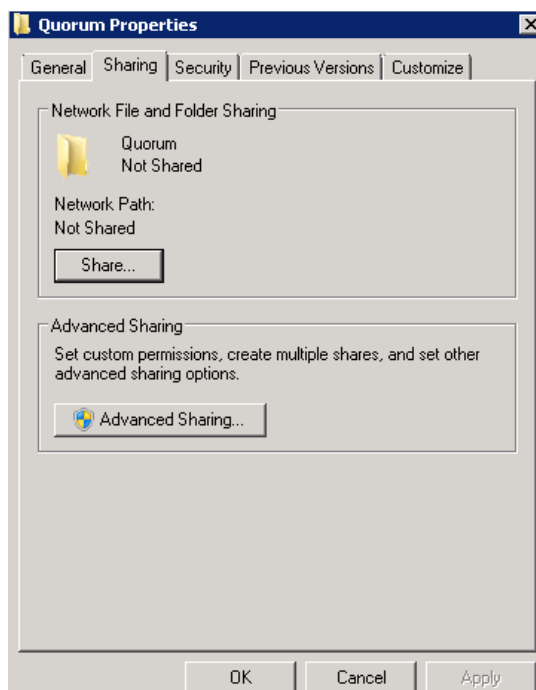 Quorum Properties
General Sharing Security Previous Versions Customize
Network File and Folder Sharing
Quorum
Not Shared
Network Path:
Not Shared
Share...
Advanced Sharing
Set custom permissions, create multiple shares, and set other
advanced sharing options.
Advanced Sharing...
OK Cancel Apply